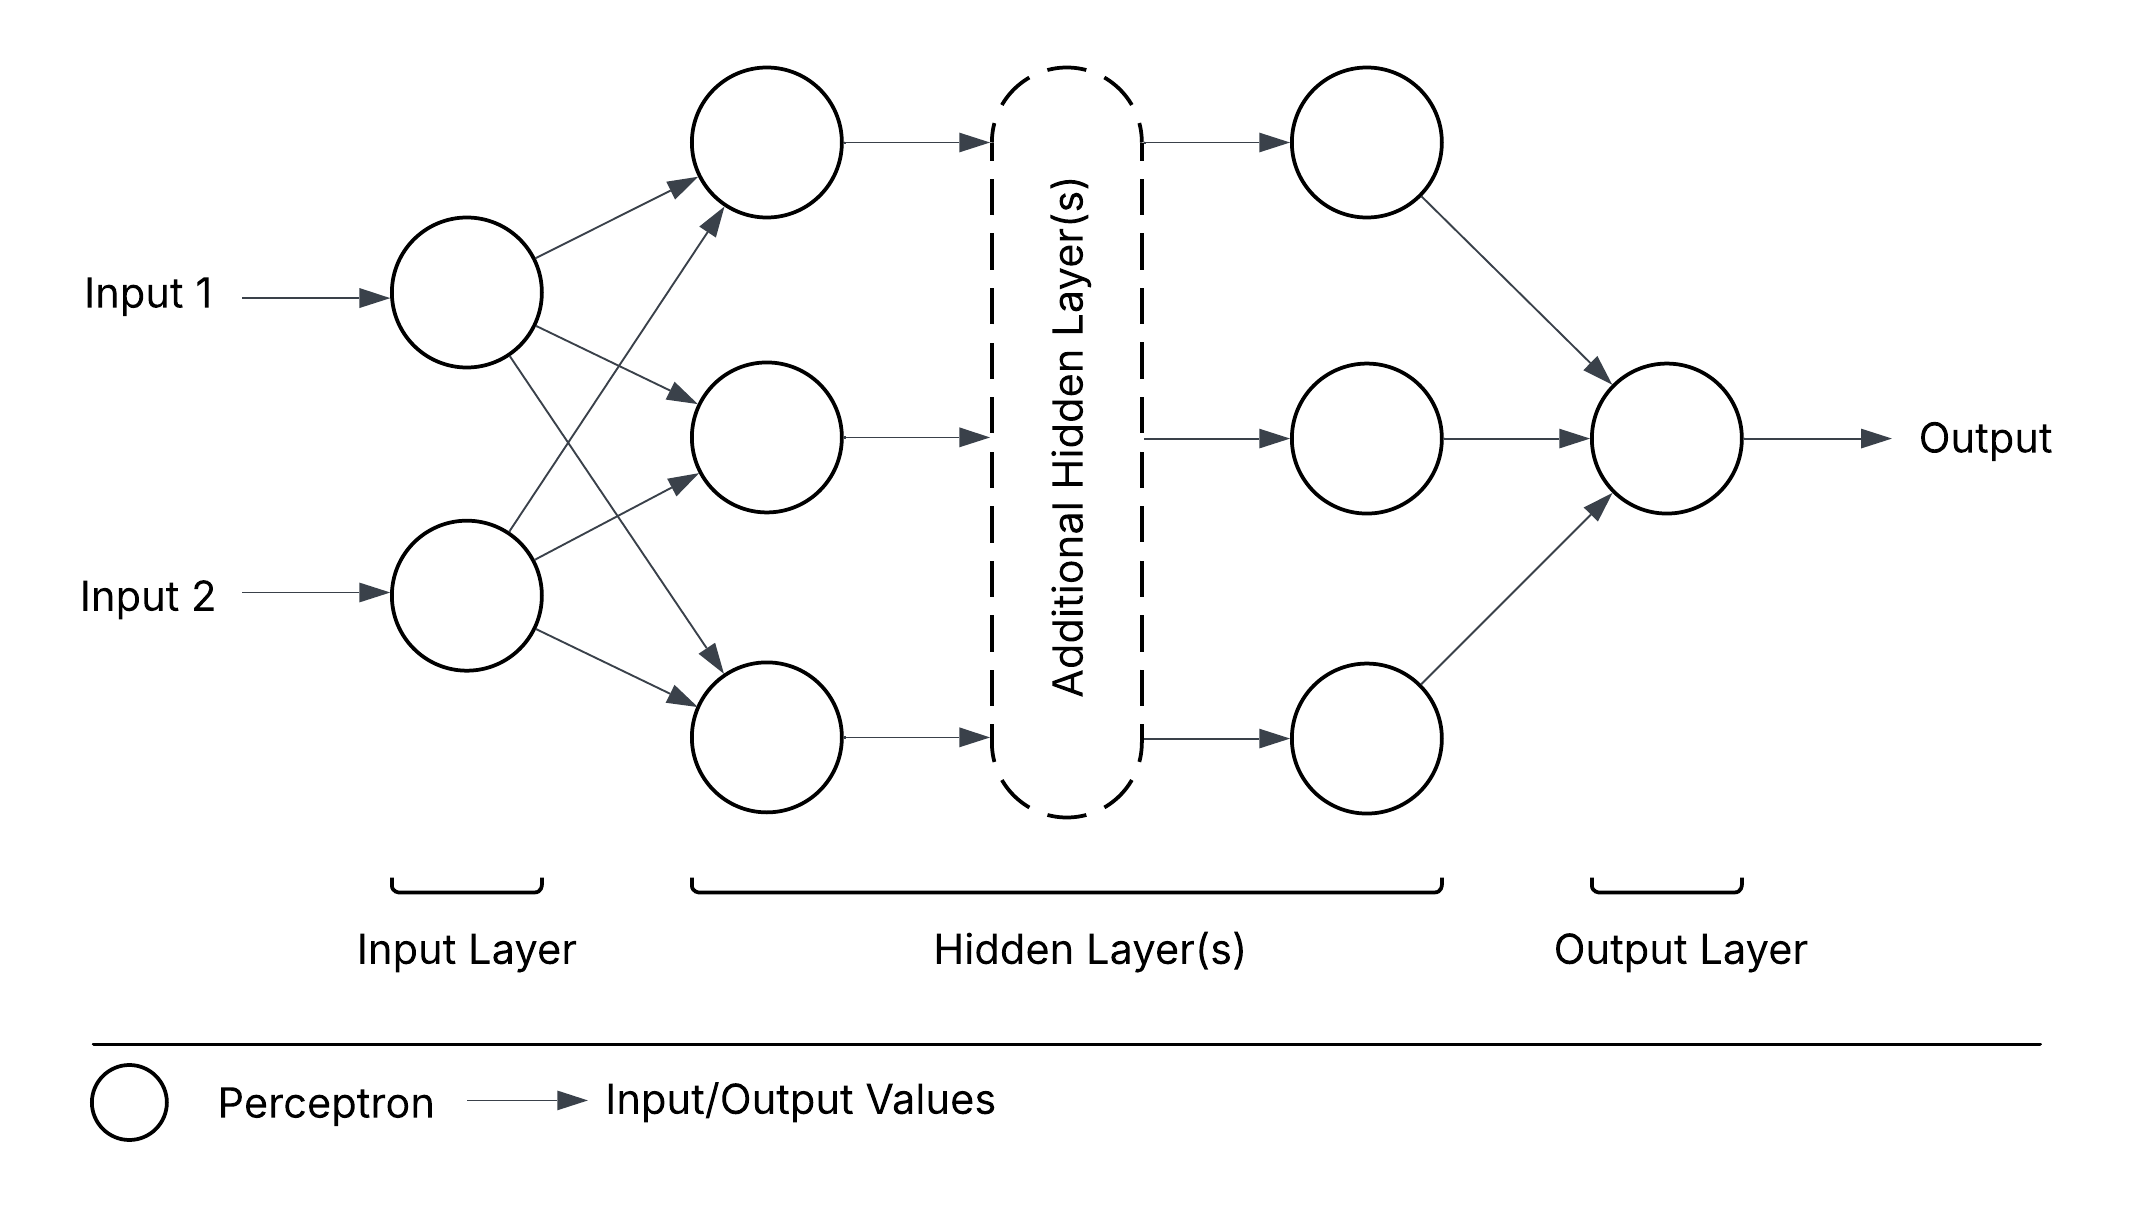 Input 1
Input 2
Additional Hidden Layer(s)
Output
Input Layer
Hidden Layer(s)
Output Layer
Perceptron
Input/Output Values